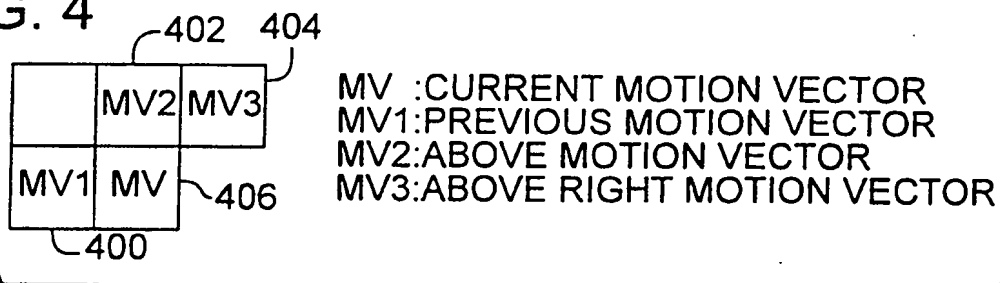 G. 4
402 404
MV2 MV3
MV1 MV
406
400
MV :CURRENT MOTION VECTOR
MV1:PREVIOUS MOTION VECTOR
MV2:ABOVE MOTION VECTOR
MV3:ABOVE RIGHT MOTION VECTOR